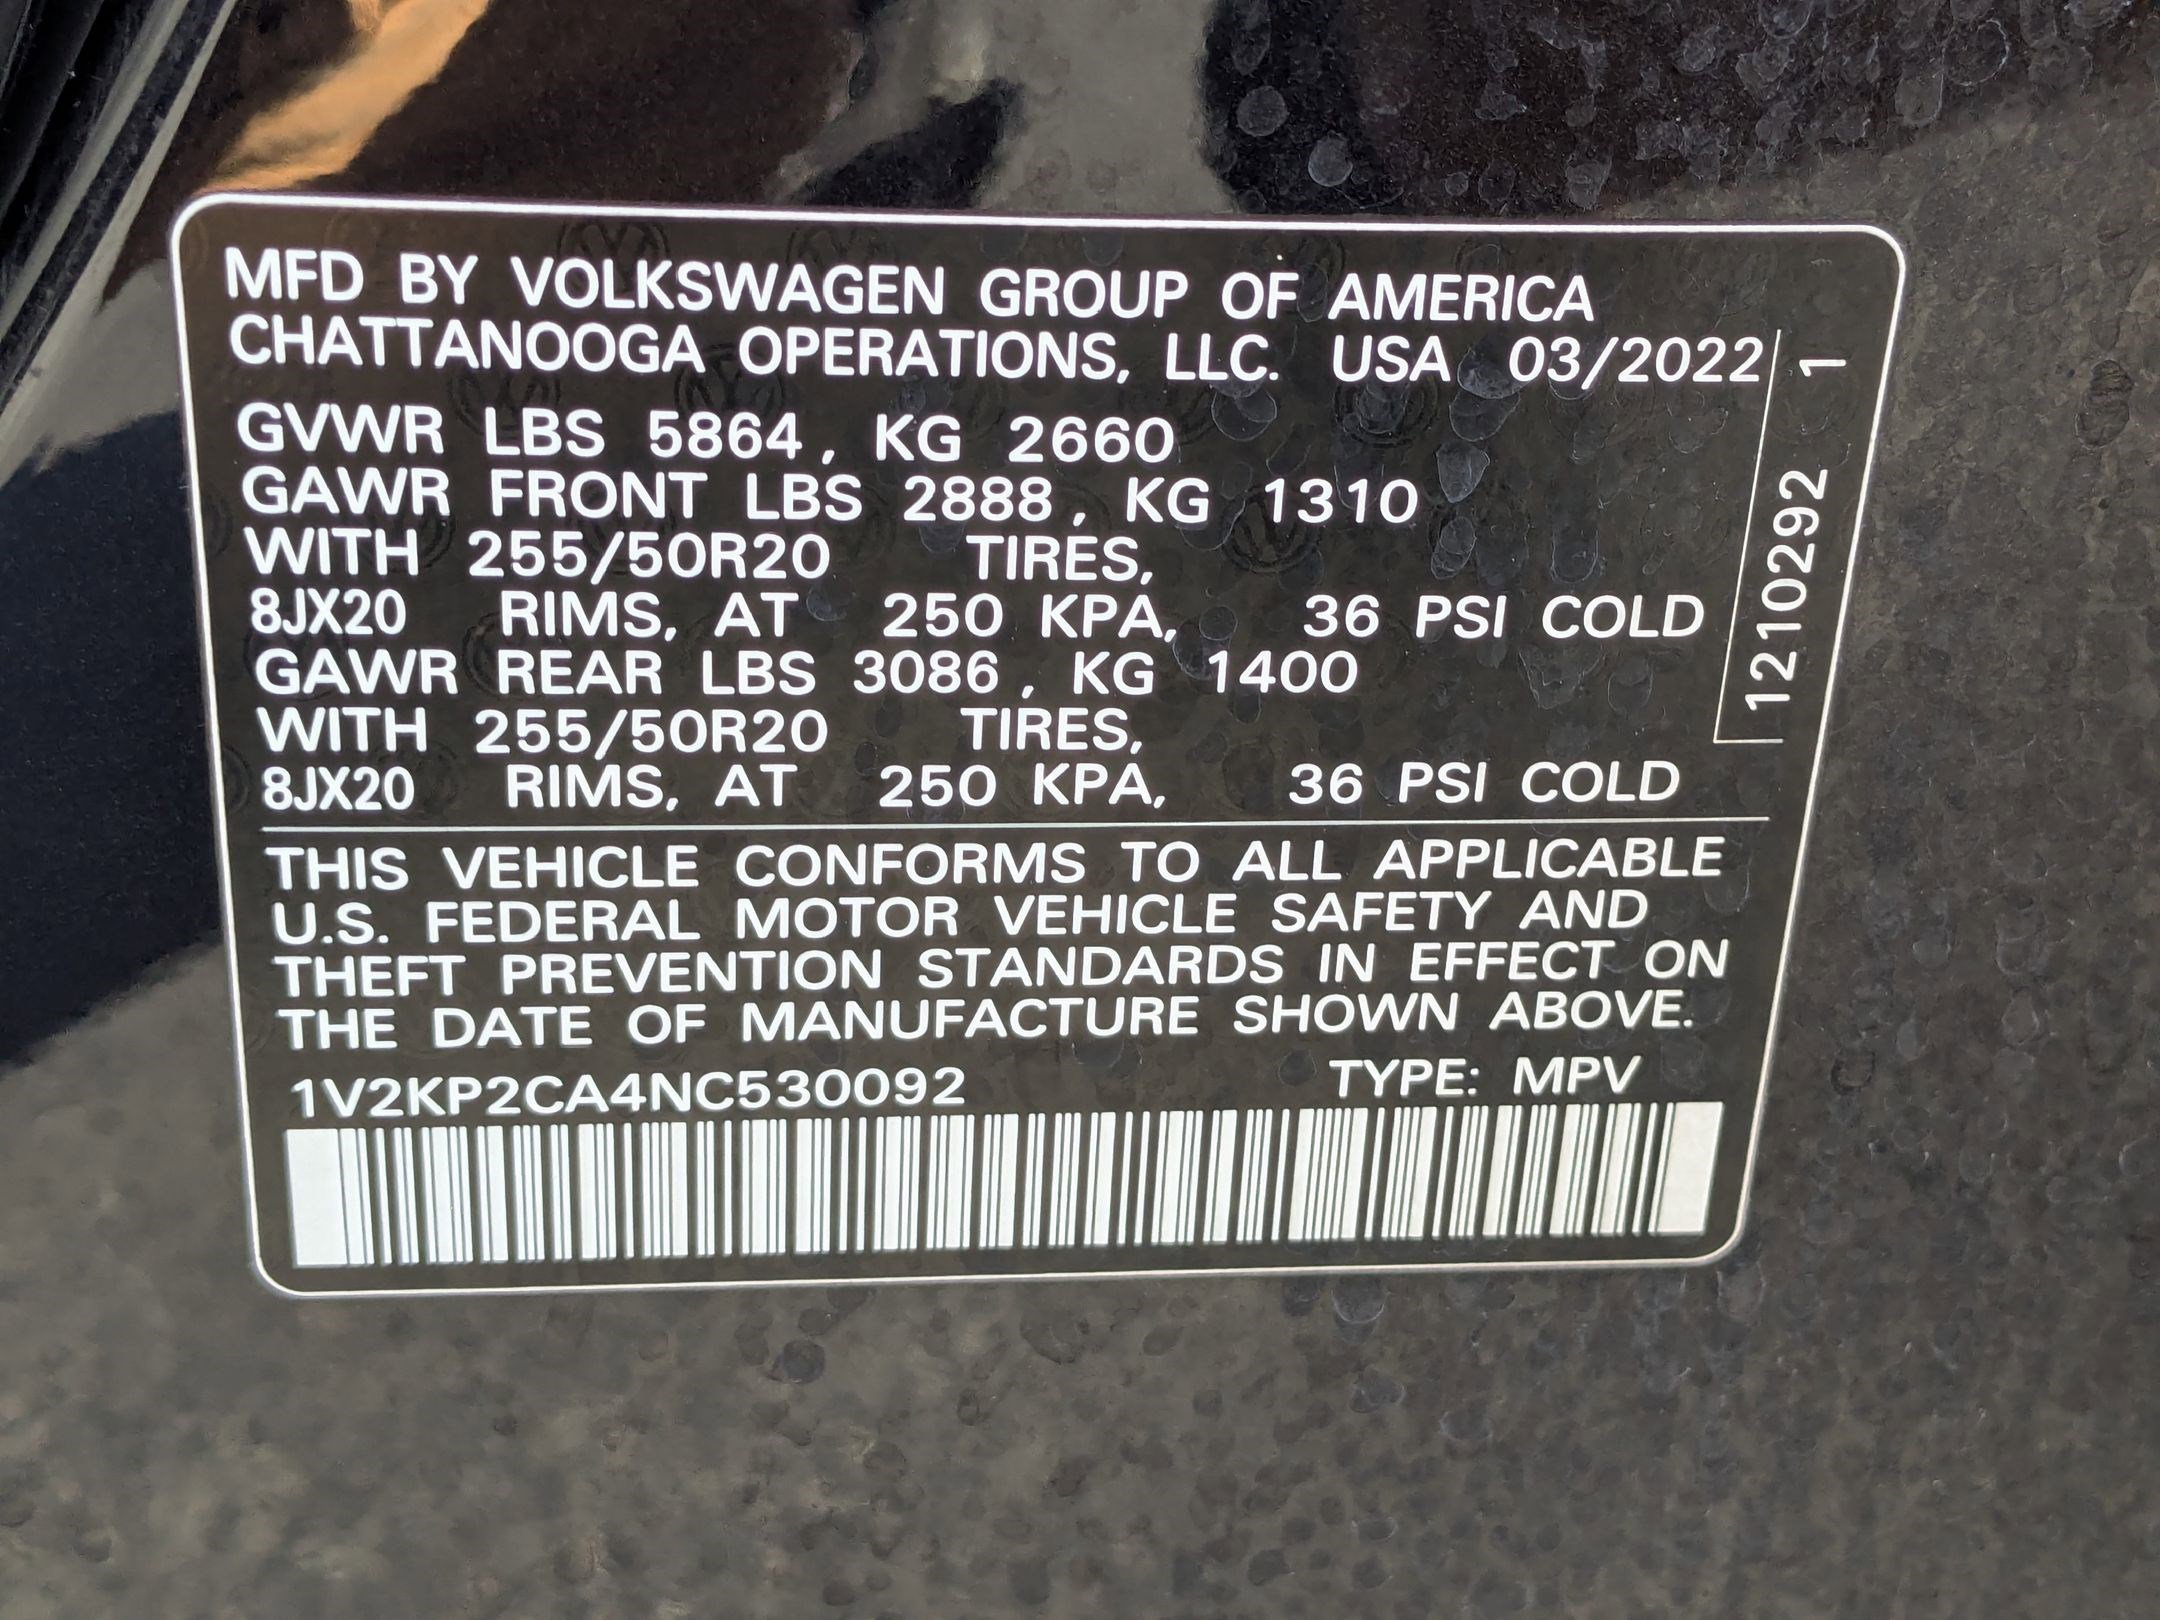 MFD BY VOLKSWAGEN GROUP OF AMERICA
CHATTANOOGA OPERATIONS, LLC. USA 03/2022
GVWR LBS 5864, KG 2660
GAWR FRONT LBS 2888, KG 1310
WITH 255/50R20 TIRES,
8JX20 RIMS, AT 250 KPA, 36 PSI COLD
GAWR REAR LBS 3086, KG 1400
WITH 255/50R20 TIRES,
8JX20 RIMS, AT 250 KPA, 36 PSI COLD
1210292 1
THIS VEHICLE CONFORMS TO ALL APPLICABLE
U.S. FEDERAL MOTOR VEHICLE SAFETY AND
THEFT PREVENTION STANDARDS IN EFFECT ON
THE DATE OF MANUFACTURE SHOWN ABOVE.
1V2KP2CA4NC530092 TYPE: MPV